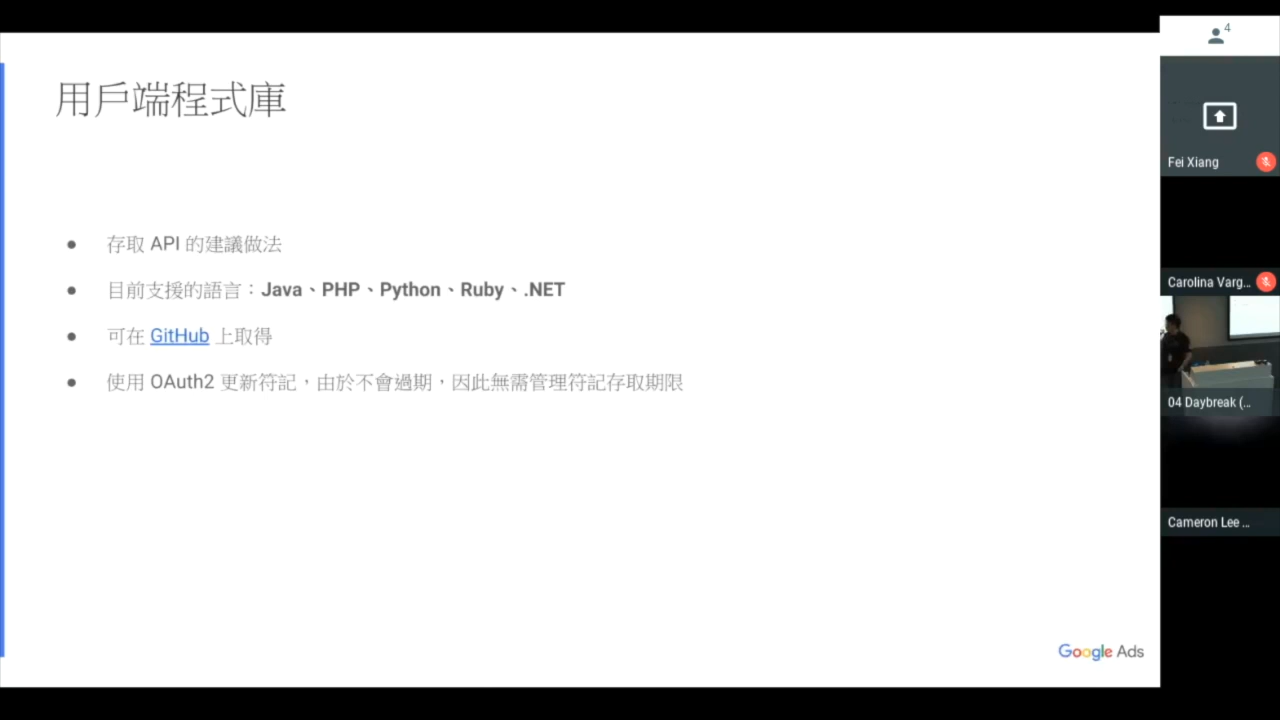 用戶端程式庫
存取 API 的建議做法
目前支援的語言：Java、PHP、Python、Ruby、.NET
可在 GitHub 上取得
使用 OAuth2 更新符記，由於不會過期，因此無需管理符記存取期限
Google Ads
4
Fei Xiang
Carolina Varg...
04 Daybreak (...
Cameron Lee ...